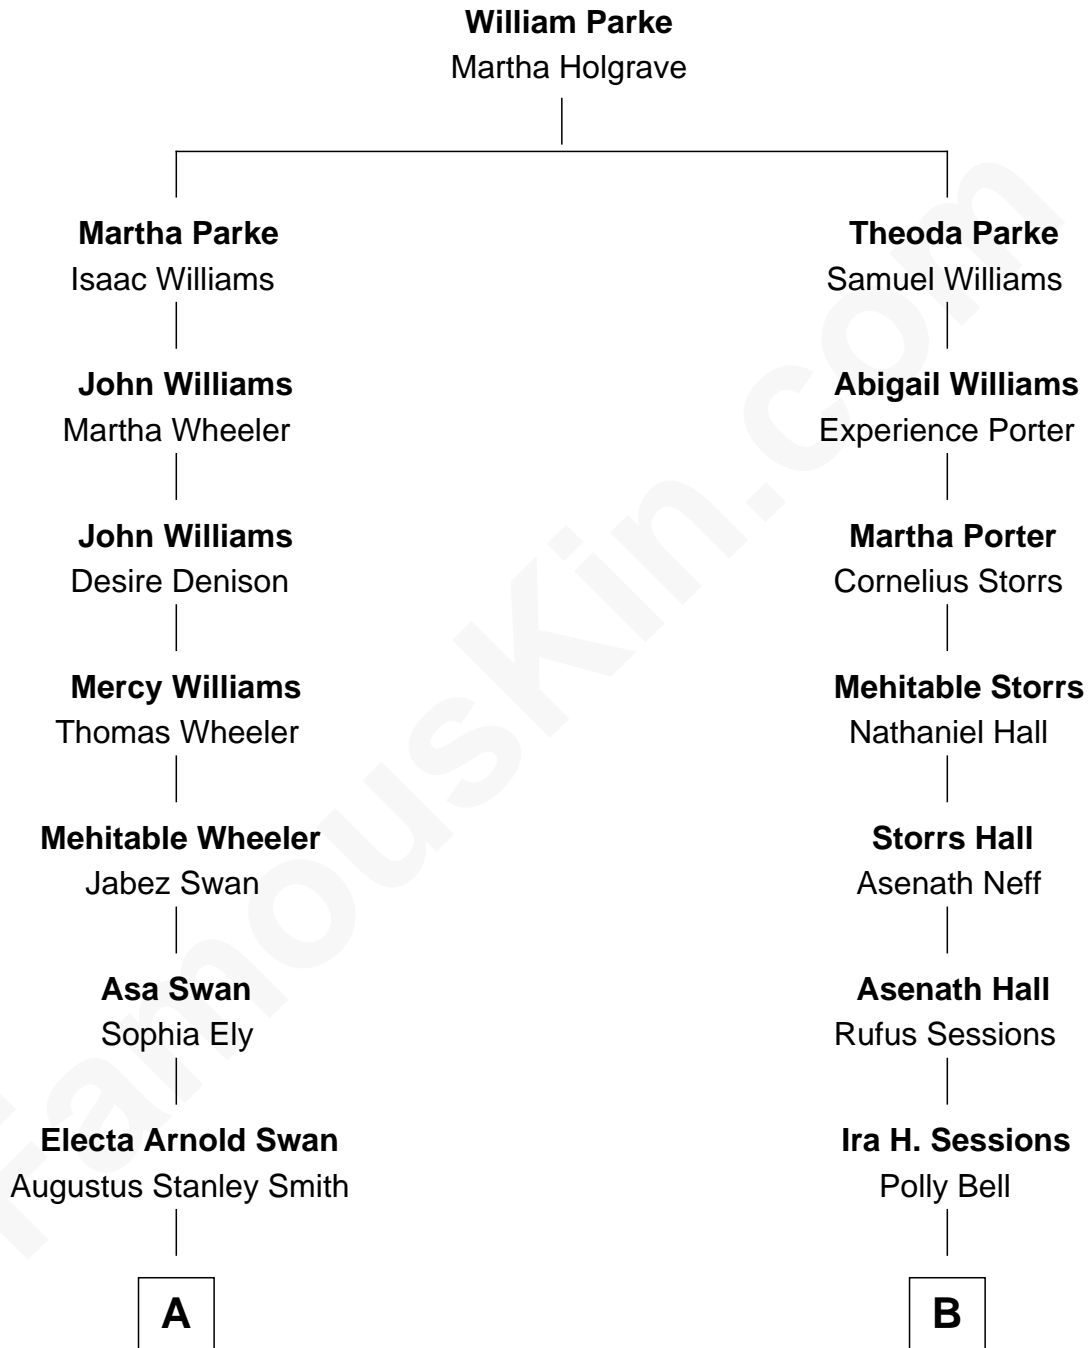 William Parke
Martha Holgrave
Martha Parke
Isaac Williams
Theoda Parke
Samuel Williams
John Williams
Martha Wheeler
Abigail Williams
Experience Porter
John Williams
Desire Denison
Martha Porter
Cornelius Storrs
Mercy Williams
Thomas Wheeler
Mehitable Storrs
Nathaniel Hall
Mehitable Wheeler
Jabez Swan
Storrs Hall
Asenath Neff
Asa Swan
Sophia Ely
Asenath Hall
Rufus Sessions
Electa Arnold Swan
Augustus Stanley Smith
Ira H. Sessions
Polly Bell
A
B
FamousKin.com